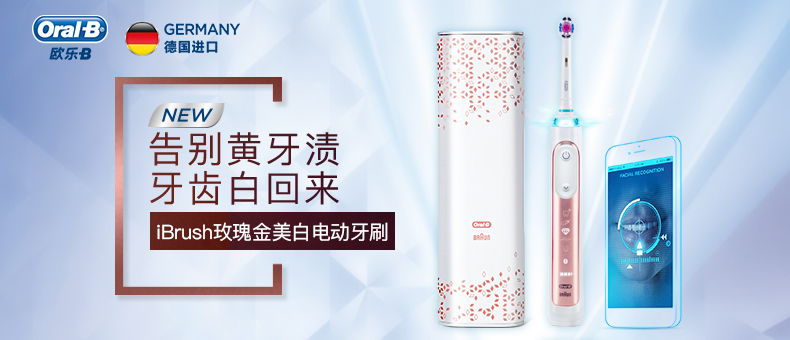 Oral-B
欧乐-B
GERMANY
德国进口
NEW
告别黄牙渍
牙齿白回来
iBrush玫瑰金美白电动牙刷
Oral-B
BRAUN
Oral-B
BRAUN
FACIAL RECOGNITION